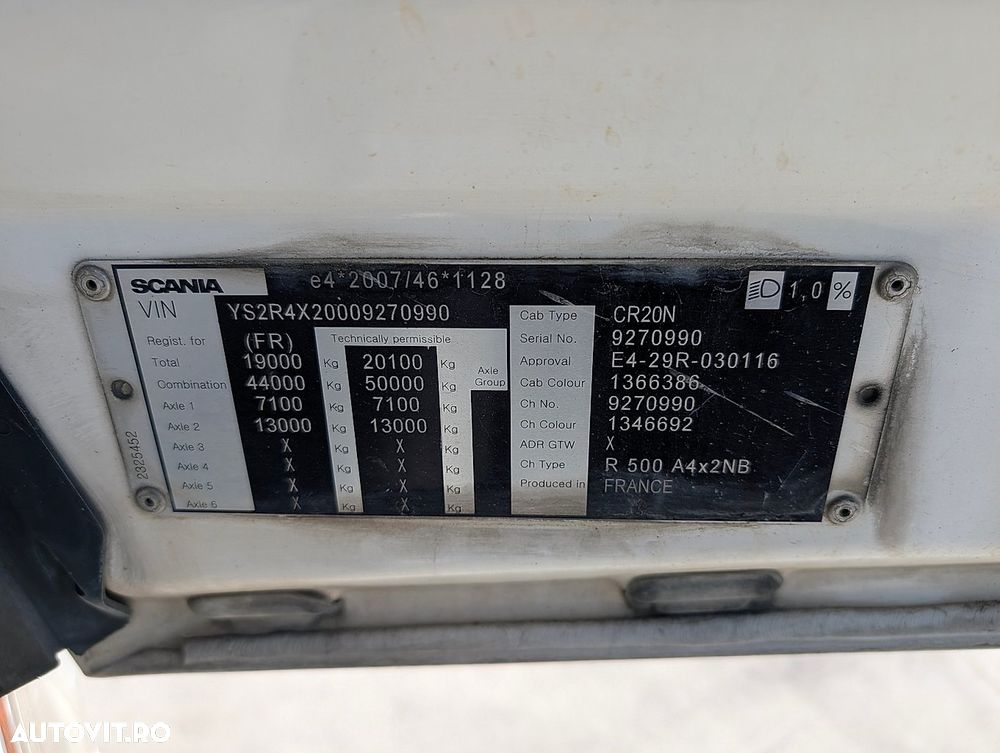 SCANIA e4*2007/46*1128 1,0 %
VIN YS2R4X20009270990 Cab Type CR20N
Regist. for (FR) Technically permissible Serial No. 9270990
Total 19000 Kg 20100 Kg Axle Group Approval E4-29R-030116
Combination 44000 Kg 50000 Kg Cab Colour 1366386
Axle 1 7100 Kg 7100 Kg Ch No. 9270990
Axle 2 13000 Kg 13000 Kg Ch Colour 1346692
Axle 3 X Kg X Kg ADR GTW X
Axle 4 X Kg X Kg Ch Type R 500 A4x2NB
Axle 5 X Kg X Kg Produced in FRANCE
Axle 6 X Kg X Kg
2325452
AUTOVIT.RO